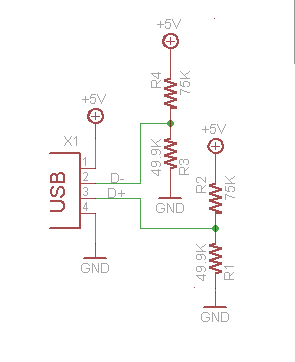 +5V
R4
75K
+5V
X1
49.9K
R3
+5V
USB
1
2
3
4
D-
D+
R2
75K
GND
49.9K
R1
GND
GND